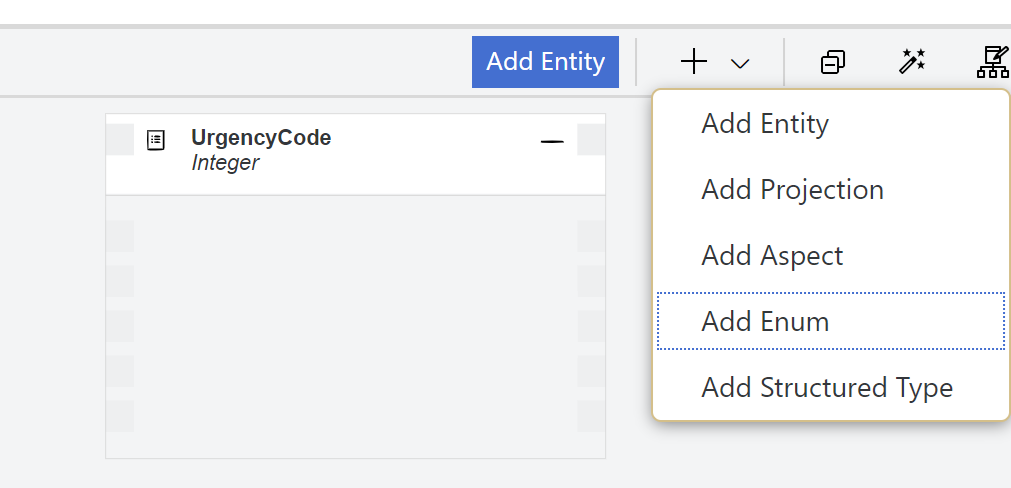 Add Entity
UrgencyCode
Integer
Add Entity
Add Projection
Add Aspect
Add Enum
Add Structured Type